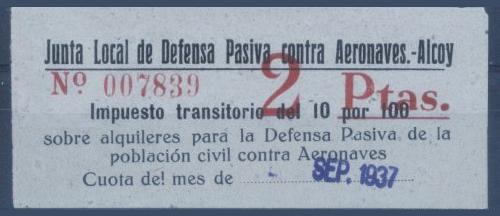 Junta Local de Defensa Pasiva contra Aeronaves.-Alcoy
Nº 007839 2 Ptas.
Impuesto transitorio del 10 por 100
sobre alquileres para la Defensa Pasiva de la
población civil contra Aeronaves
Cuota del mes de - SEP. 1937